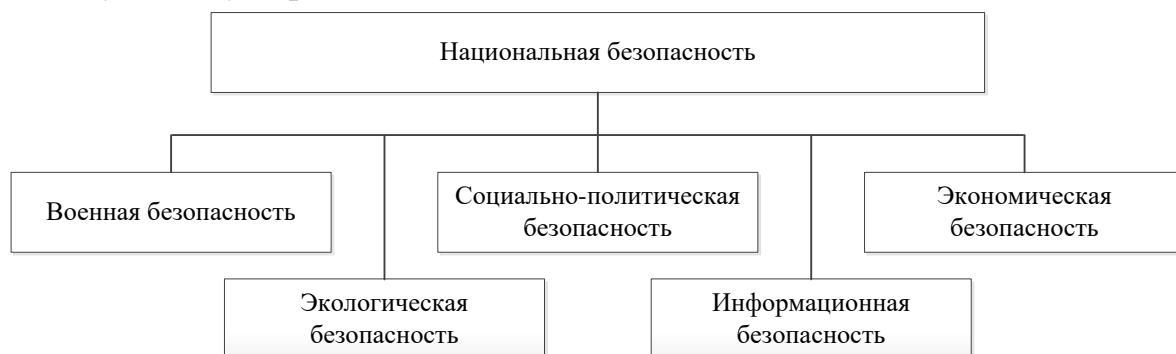 Национальная безопасность
Военная безопасность
Социально-политическая
безопасность
Экономическая
безопасность
Экологическая
безопасность
Информационная
безопасность